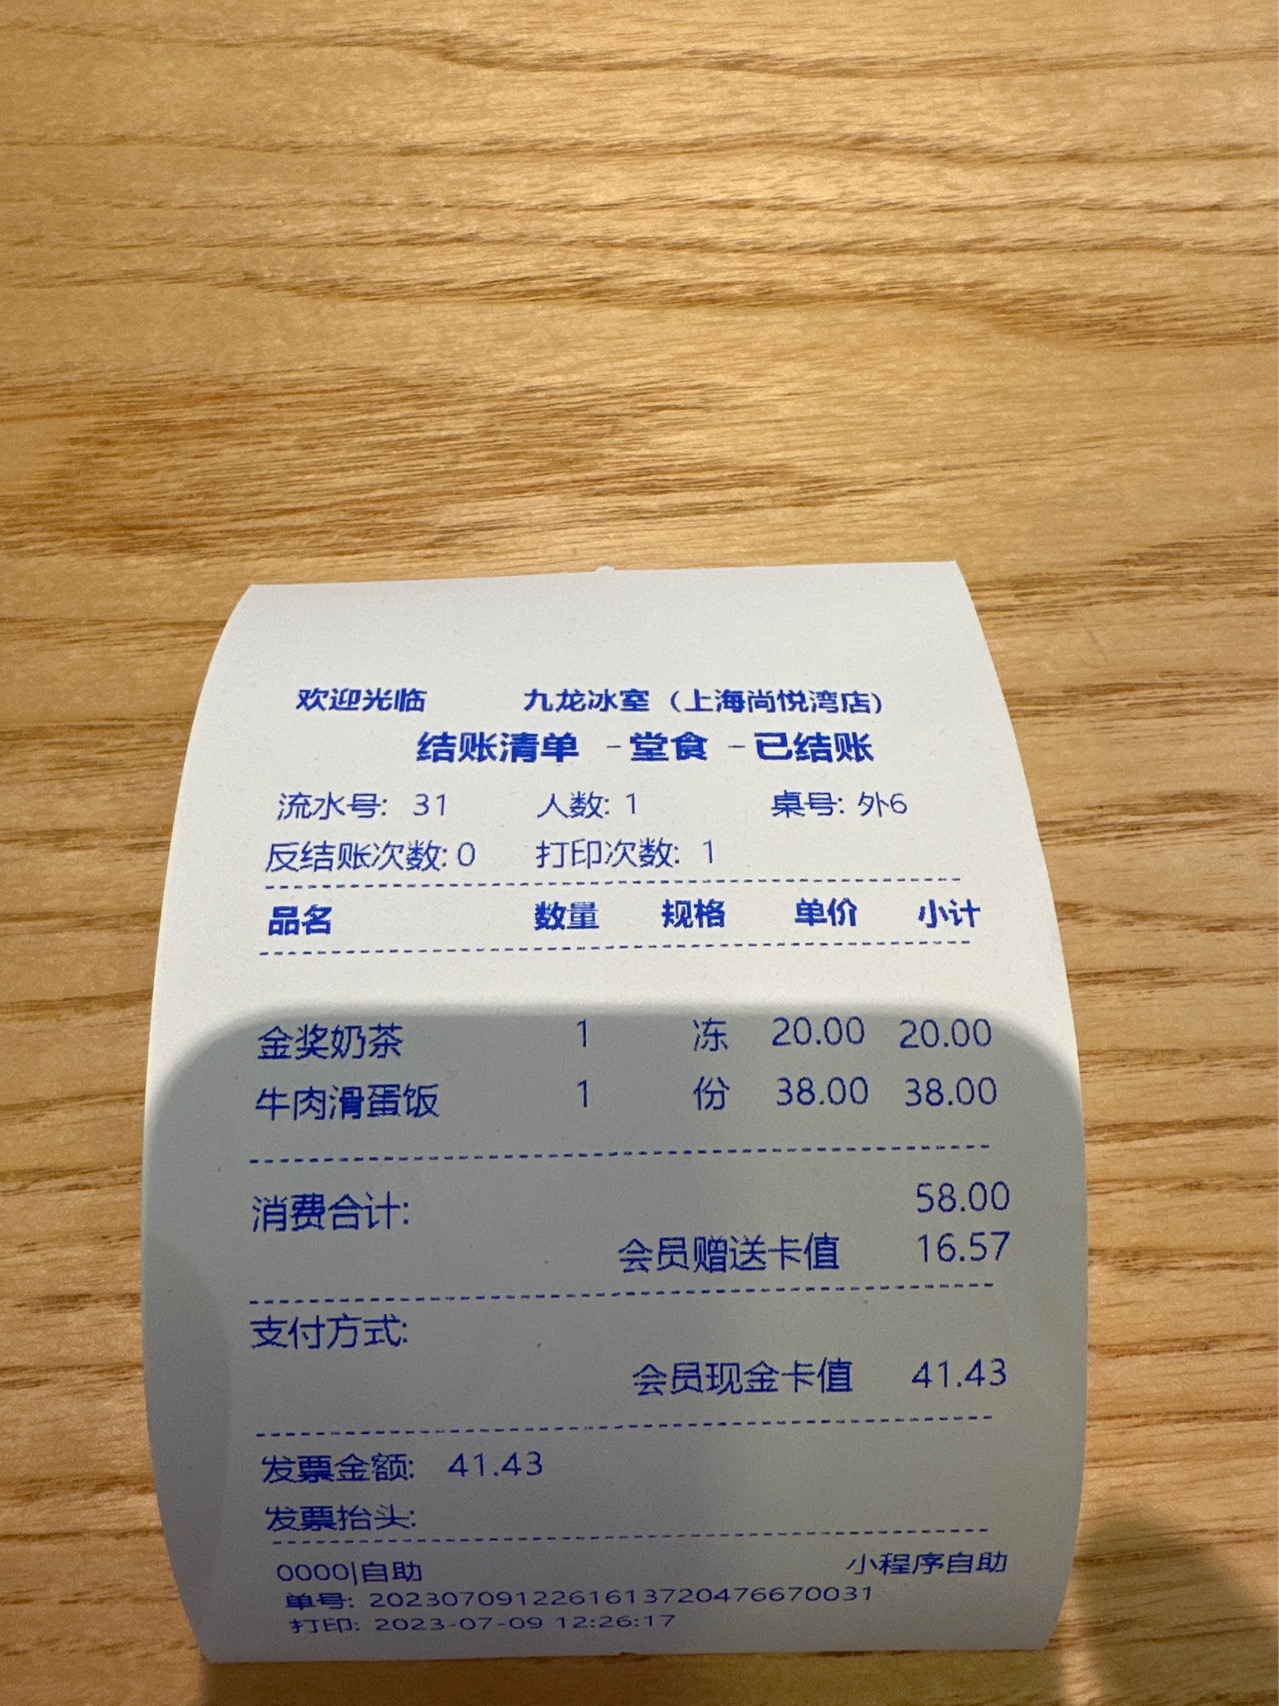 欢迎光临 九龙冰室（上海尚悦湾店）
结账清单 -堂食 -已结账
流水号: 31 人数: 1 桌号: 外6
反结账次数: 0 打印次数: 1
品名 数量 规格 单价 小计
金奖奶茶 1 冻 20.00 20.00
牛肉滑蛋饭 1 份 38.00 38.00
消费合计: 58.00
会员赠送卡值 16.57
支付方式:
会员现金卡值 41.43
发票金额: 41.43
发票抬头:
0000|自助 小程序自助
单号: 20230709122616137204766700​31
打印: 2023-07-09 12:26:17